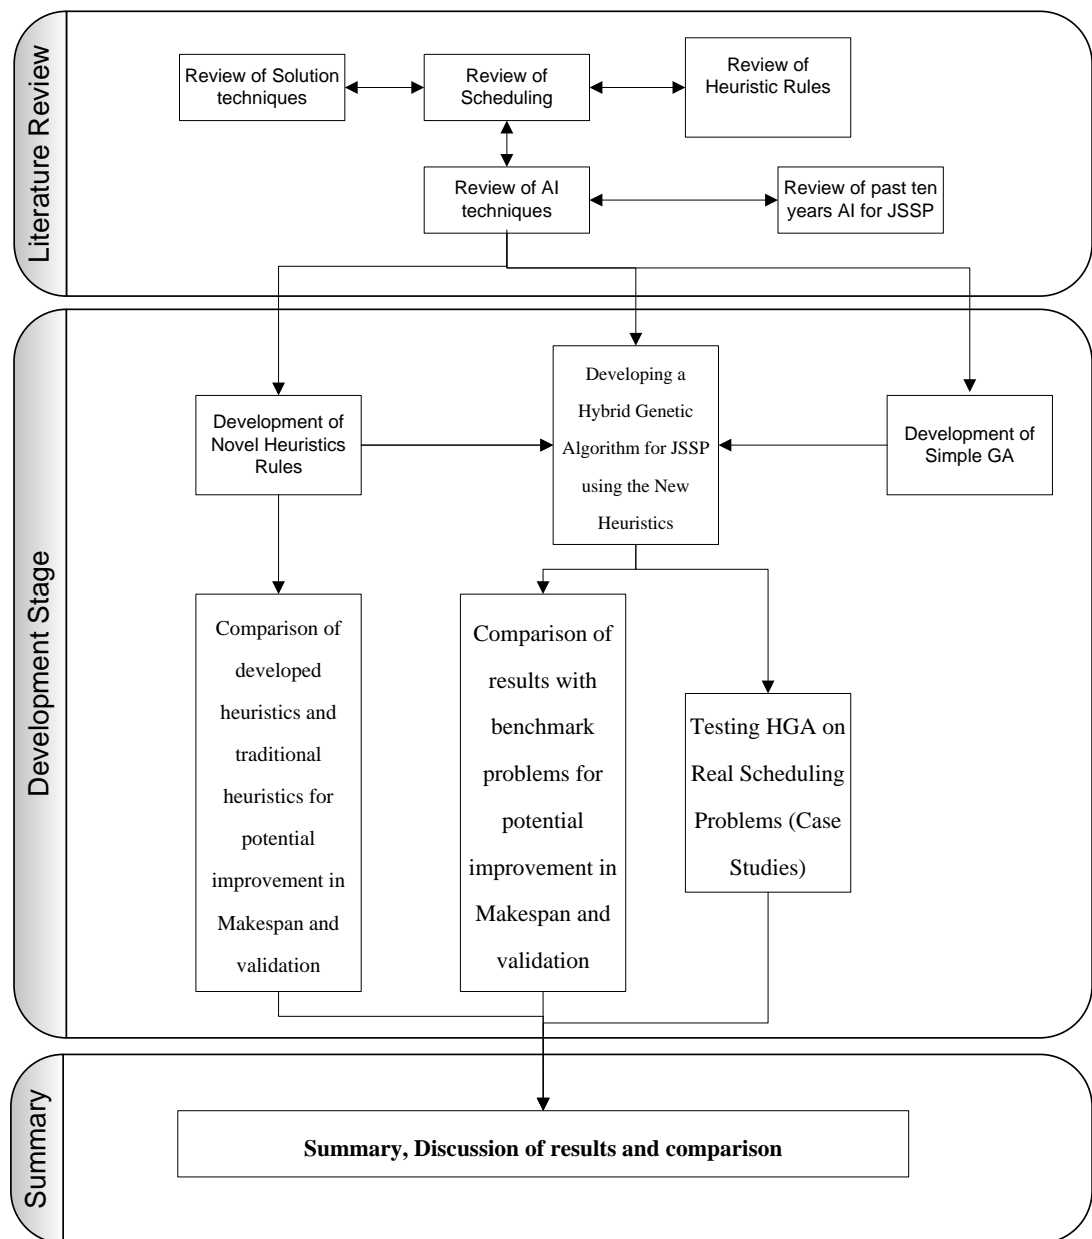 Literature Review
Review of Solution
techniques
Review of
Scheduling
Review of
Heuristic Rules
Review of AI
techniques
Review of past ten
years AI for JSSP
Development Stage
Development of
Novel Heuristics
Rules
Developing a
Hybrid Genetic
Algorithm for JSSP
using the New
Heuristics
Development of
Simple GA
Comparison of
developed
heuristics and
traditional
heuristics for
potential
improvement in
Makespan and
validation
Comparison of
results with
benchmark
problems for
potential
improvement in
Makespan and
validation
Testing HGA on
Real Scheduling
Problems (Case
Studies)
Summary
Summary, Discussion of results and comparison